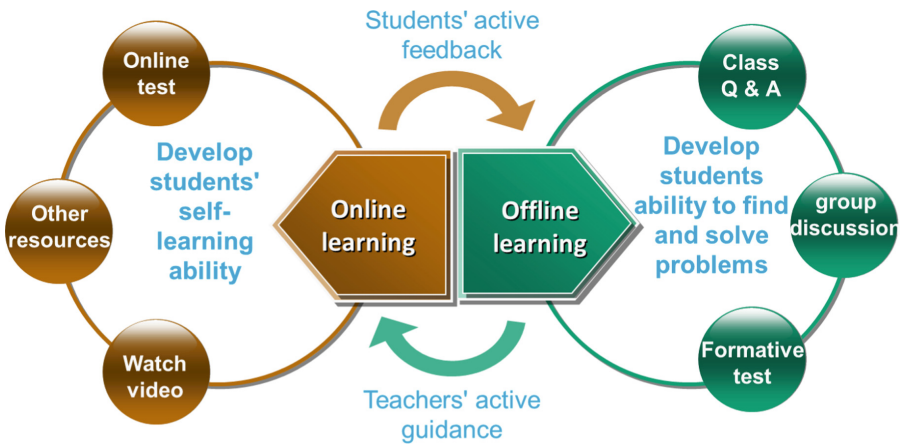 Students' active
feedback
Online
test
Class
Q & A
Develop
students'
self-
learning
ability
Develop
students
ability to find
and solve
problems
Other
resources
Online
learning
Offline
learning
group
discussion
Watch
video
Formative
test
Teachers' active
guidance